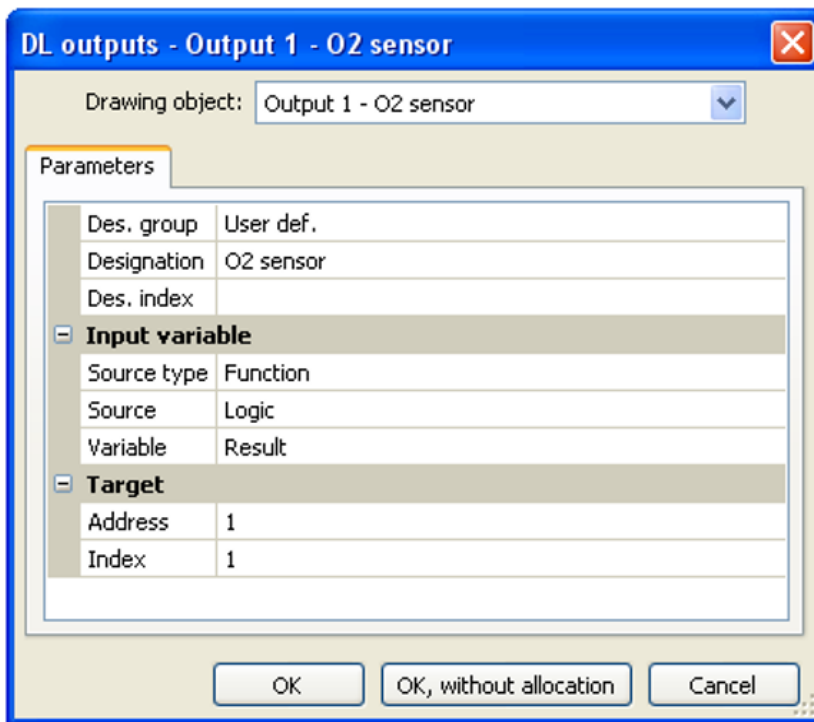 DL outputs - Output 1 - O2 sensor
Drawing object: Output 1 - O2 sensor
Parameters
Des. group User def.
Designation O2 sensor
Des. index
Input variable
Source type Function
Source Logic
Variable Result
Target
Address 1
Index 1
OK OK, without allocation Cancel